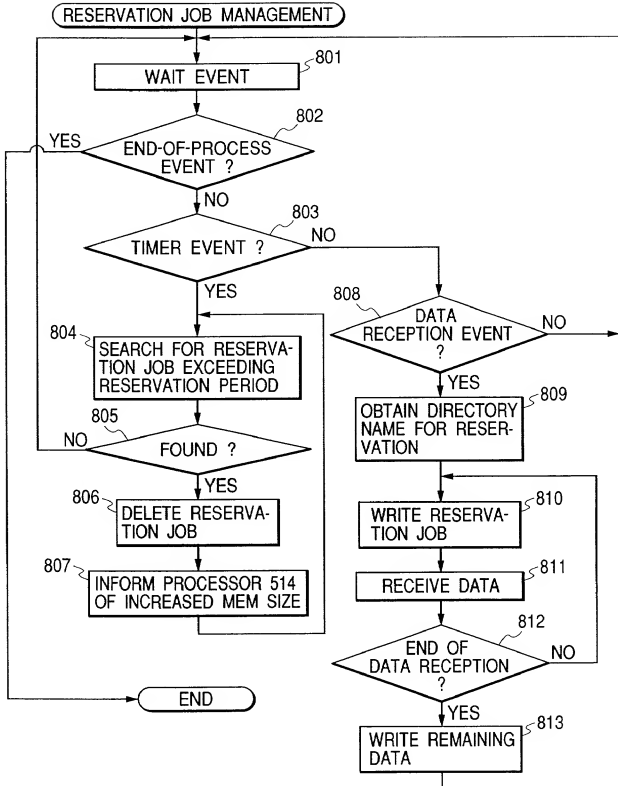 RESERVATION JOB MANAGEMENT
801
WAIT EVENT
802
YES
END-OF-PROCESS
EVENT ?
NO
803
TIMER EVENT ?
NO
YES
804
SEARCH FOR RESERVA-
TION JOB EXCEEDING
RESERVATION PERIOD
805
NO
FOUND ?
YES
806
DELETE RESERVA-
TION JOB
807
INFORM PROCESSOR 514
OF INCREASED MEM SIZE
END
808
DATA
RECEPTION EVENT
?
NO
YES
809
OBTAIN DIRECTORY
NAME FOR RESER-
VATION
810
WRITE RESERVA-
TION JOB
811
RECEIVE DATA
812
END OF
DATA RECEPTION
?
NO
YES
813
WRITE REMAINING
DATA